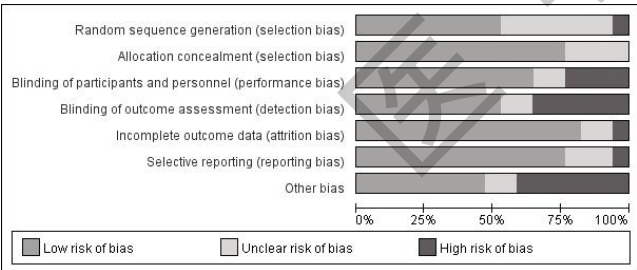 Random sequence generation (selection bias)
Allocation concealment (selection bias)
Blinding of participants and personnel (performance bias)
Blinding of outcome assessment (detection bias)
Incomplete outcome data (attrition bias)
Selective reporting (reporting bias)
Other bias
0% 25% 50% 75% 100%
Low risk of bias Unclear risk of bias High risk of bias